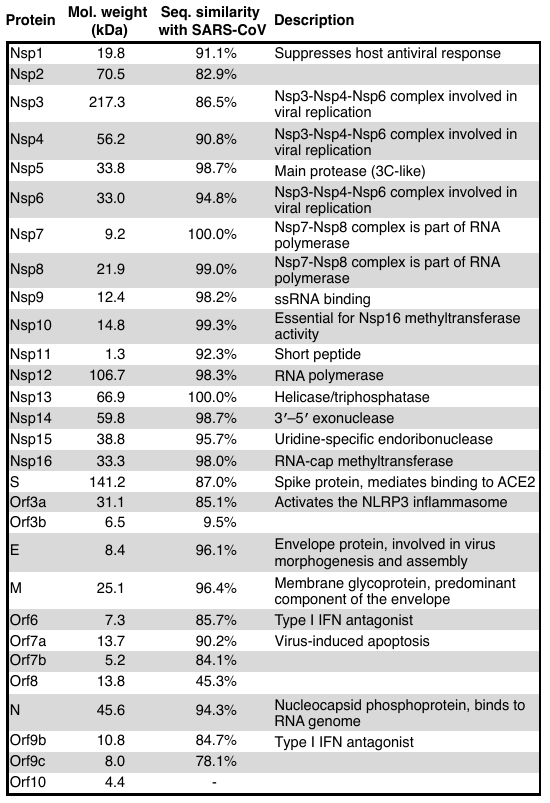 Protein Mol. weight (kDa) Seq. similarity with SARS-CoV Description
Nsp1 19.8 91.1% Suppresses host antiviral response
Nsp2 70.5 82.9%
Nsp3 217.3 86.5% Nsp3-Nsp4-Nsp6 complex involved in
viral replication
Nsp4 56.2 90.8% Nsp3-Nsp4-Nsp6 complex involved in
viral replication
Nsp5 33.8 98.7% Main protease (3C-like)
Nsp6 33.0 94.8% Nsp3-Nsp4-Nsp6 complex involved in
viral replication
Nsp7 9.2 100.0% Nsp7-Nsp8 complex is part of RNA
polymerase
Nsp8 21.9 99.0% Nsp7-Nsp8 complex is part of RNA
polymerase
Nsp9 12.4 98.2% ssRNA binding
Nsp10 14.8 99.3% Essential for Nsp16 methyltransferase
activity
Nsp11 1.3 92.3% Short peptide
Nsp12 106.7 98.3% RNA polymerase
Nsp13 66.9 100.0% Helicase/triphosphatase
Nsp14 59.8 98.7% 3′–5′ exonuclease
Nsp15 38.8 95.7% Uridine-specific endoribonuclease
Nsp16 33.3 98.0% RNA-cap methyltransferase
S 141.2 87.0% Spike protein, mediates binding to ACE2
Orf3a 31.1 85.1% Activates the NLRP3 inflammasome
Orf3b 6.5 9.5%
E 8.4 96.1% Envelope protein, involved in virus
morphogenesis and assembly
M 25.1 96.4% Membrane glycoprotein, predominant
component of the envelope
Orf6 7.3 85.7% Type I IFN antagonist
Orf7a 13.7 90.2% Virus-induced apoptosis
Orf7b 5.2 84.1%
Orf8 13.8 45.3%
N 45.6 94.3% Nucleocapsid phosphoprotein, binds to
RNA genome
Orf9b 10.8 84.7% Type I IFN antagonist
Orf9c 8.0 78.1%
Orf10 4.4 -